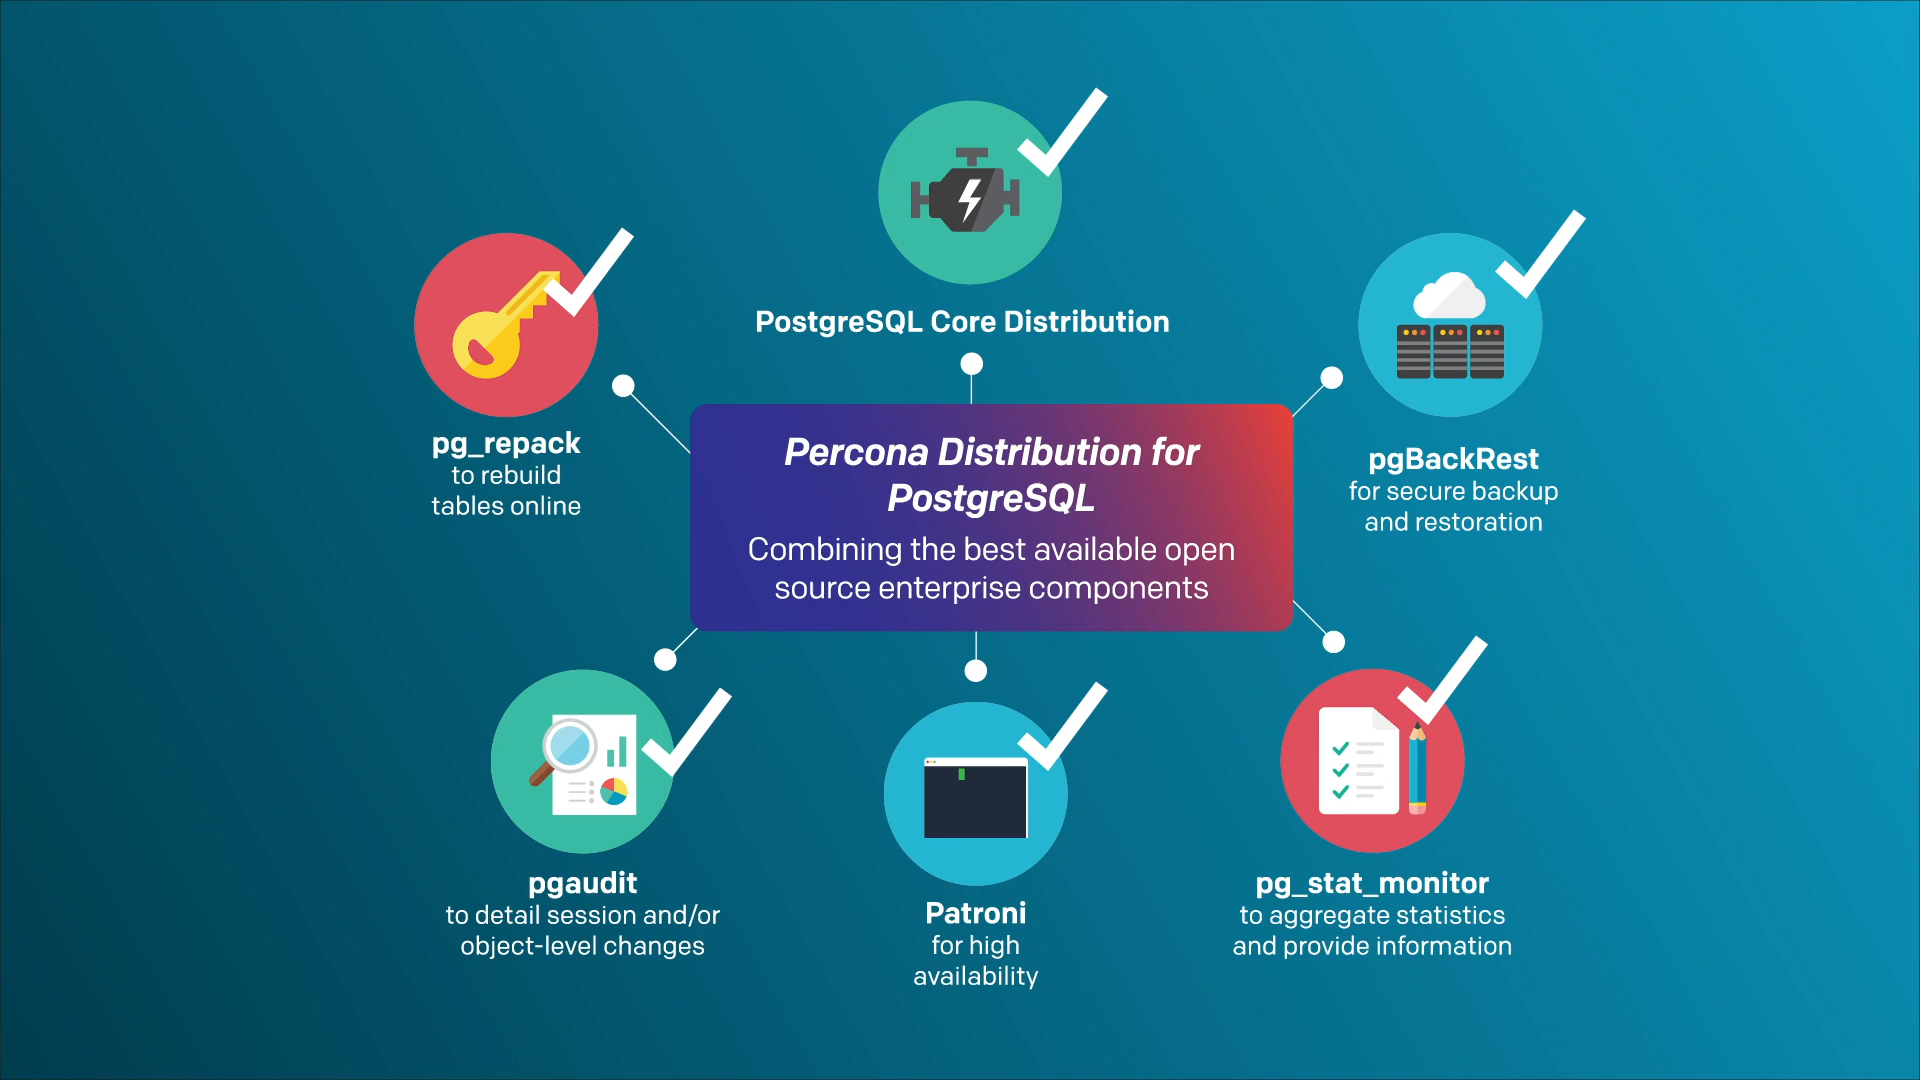 PostgreSQL Core Distribution
pg_repack
to rebuild
tables online
Percona Distribution for
PostgreSQL
Combining the best available open
source enterprise components
pgBackRest
for secure backup
and restoration
pgaudit
to detail session and/or
object-level changes
Patroni
for high
availability
pg_stat_monitor
to aggregate statistics
and provide information